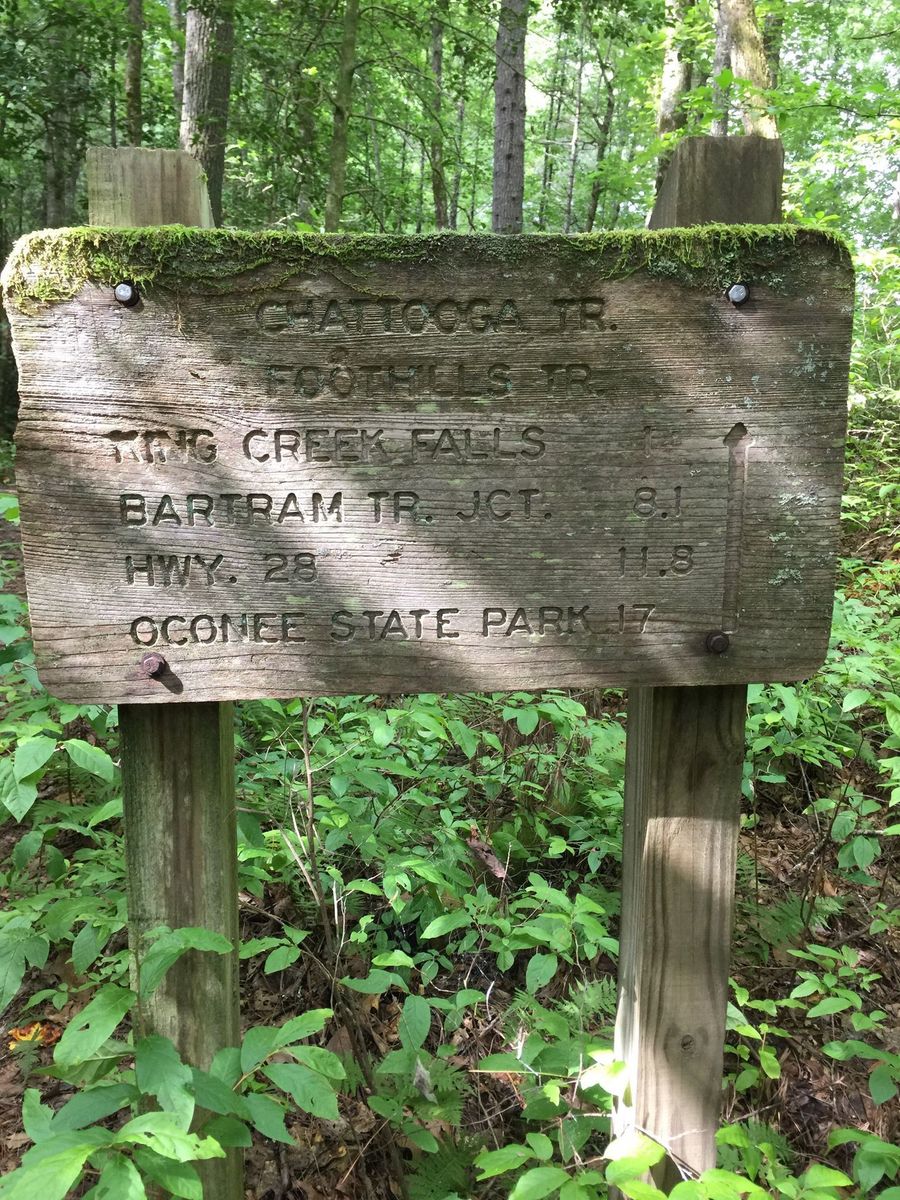 CHATTOOGA TR.
FOOTHILLS TR.
KING CREEK FALLS
BARTRAM TR. JCT. 8.1
HWY. 28 11.8
OCONEE STATE PARK 17